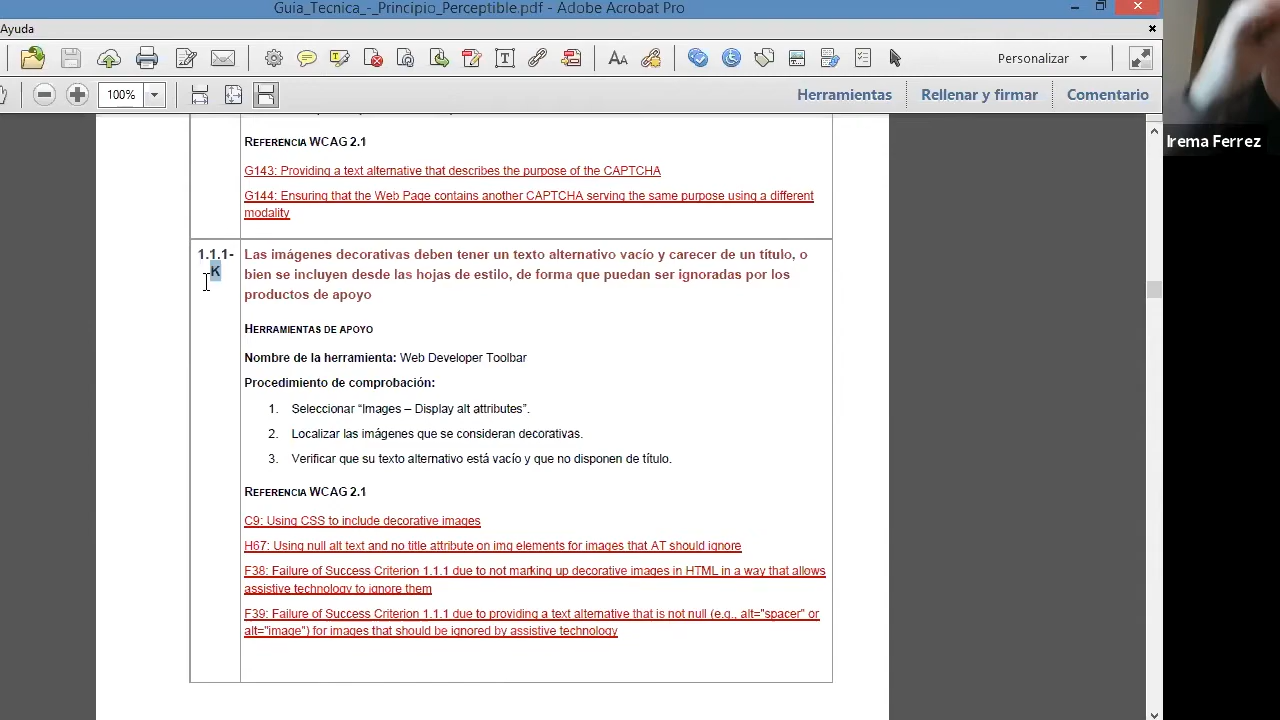 Guia_Tecnica_-_Principio_Perceptible.pdf - Adobe Acrobat Pro
Ayuda
Personalizar
100%
Herramientas
Rellenar y firmar
Comentario
Irema Ferrez
REFERENCIA WCAG 2.1
G143: Providing a text alternative that describes the purpose of the CAPTCHA
G144: Ensuring that the Web Page contains another CAPTCHA serving the same purpose using a different
modality
1.1.1-
K
Las imágenes decorativas deben tener un texto alternativo vacío y carecer de un título, o
bien se incluyen desde las hojas de estilo, de forma que puedan ser ignoradas por los
productos de apoyo
HERRAMIENTAS DE APOYO
Nombre de la herramienta: Web Developer Toolbar
Procedimiento de comprobación:
1. Seleccionar “Images – Display alt attributes”.
2. Localizar las imágenes que se consideran decorativas.
3. Verificar que su texto alternativo está vacío y que no disponen de título.
REFERENCIA WCAG 2.1
C9: Using CSS to include decorative images
H67: Using null alt text and no title attribute on img elements for images that AT should ignore
F38: Failure of Success Criterion 1.1.1 due to not marking up decorative images in HTML in a way that allows
assistive technology to ignore them
F39: Failure of Success Criterion 1.1.1 due to providing a text alternative that is not null (e.g., alt="spacer" or
alt="image") for images that should be ignored by assistive technology